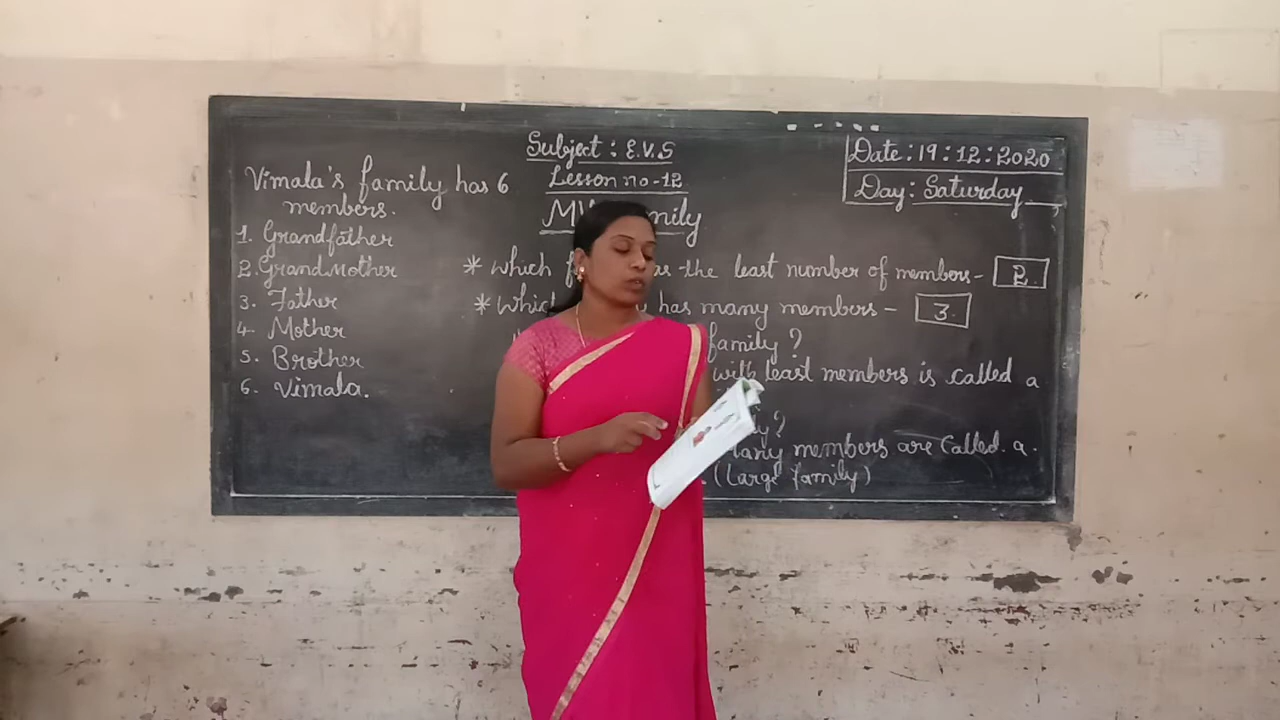 Subject : E.V.S
Lesson no-12
Date : 19 : 12 : 2020
Day : Saturday
Vimala's family has 6
members.
1. Grandfather
2. GrandMother
3. Father
4. Mother
5. Brother
6. Vimala.
* which the least number of members - 2
* has many members - 3
family ?
with least members is called a
many members are called. a.
(Large family)